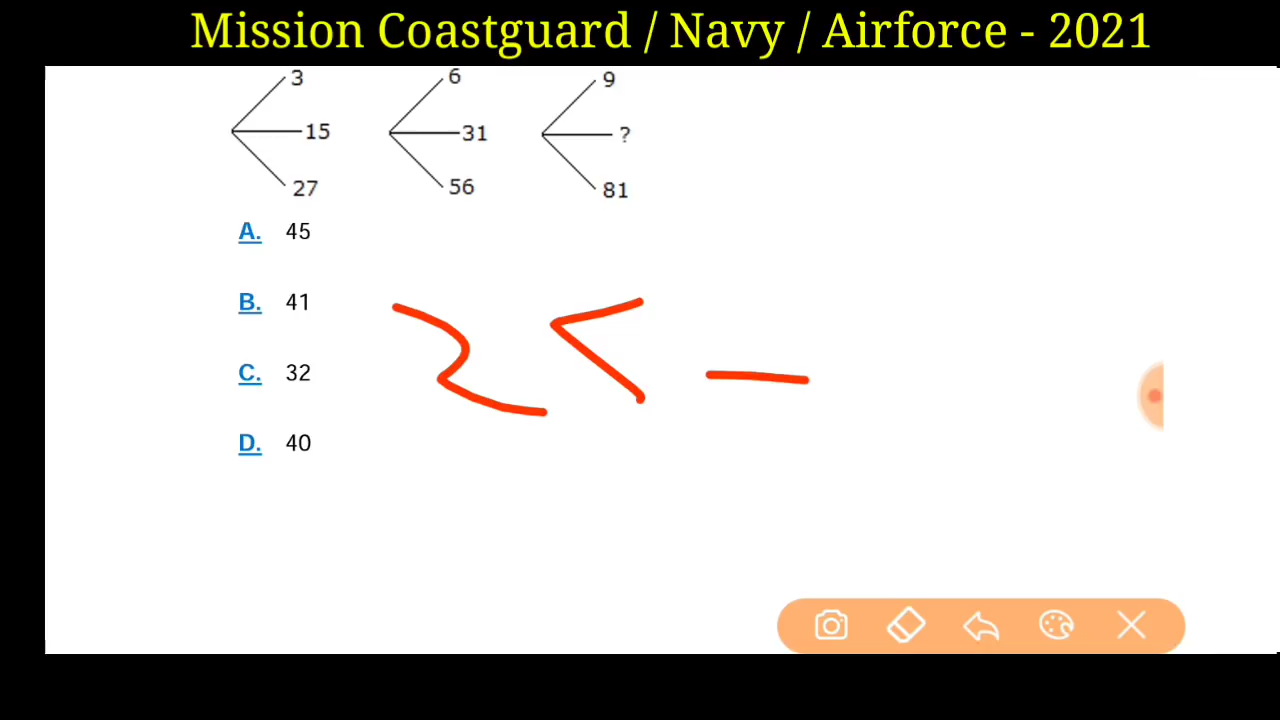 Mission Coastguard / Navy / Airforce - 2021
3 6 9
15 31 ?
27 56 81
A. 45
B. 41
C. 32
D. 40